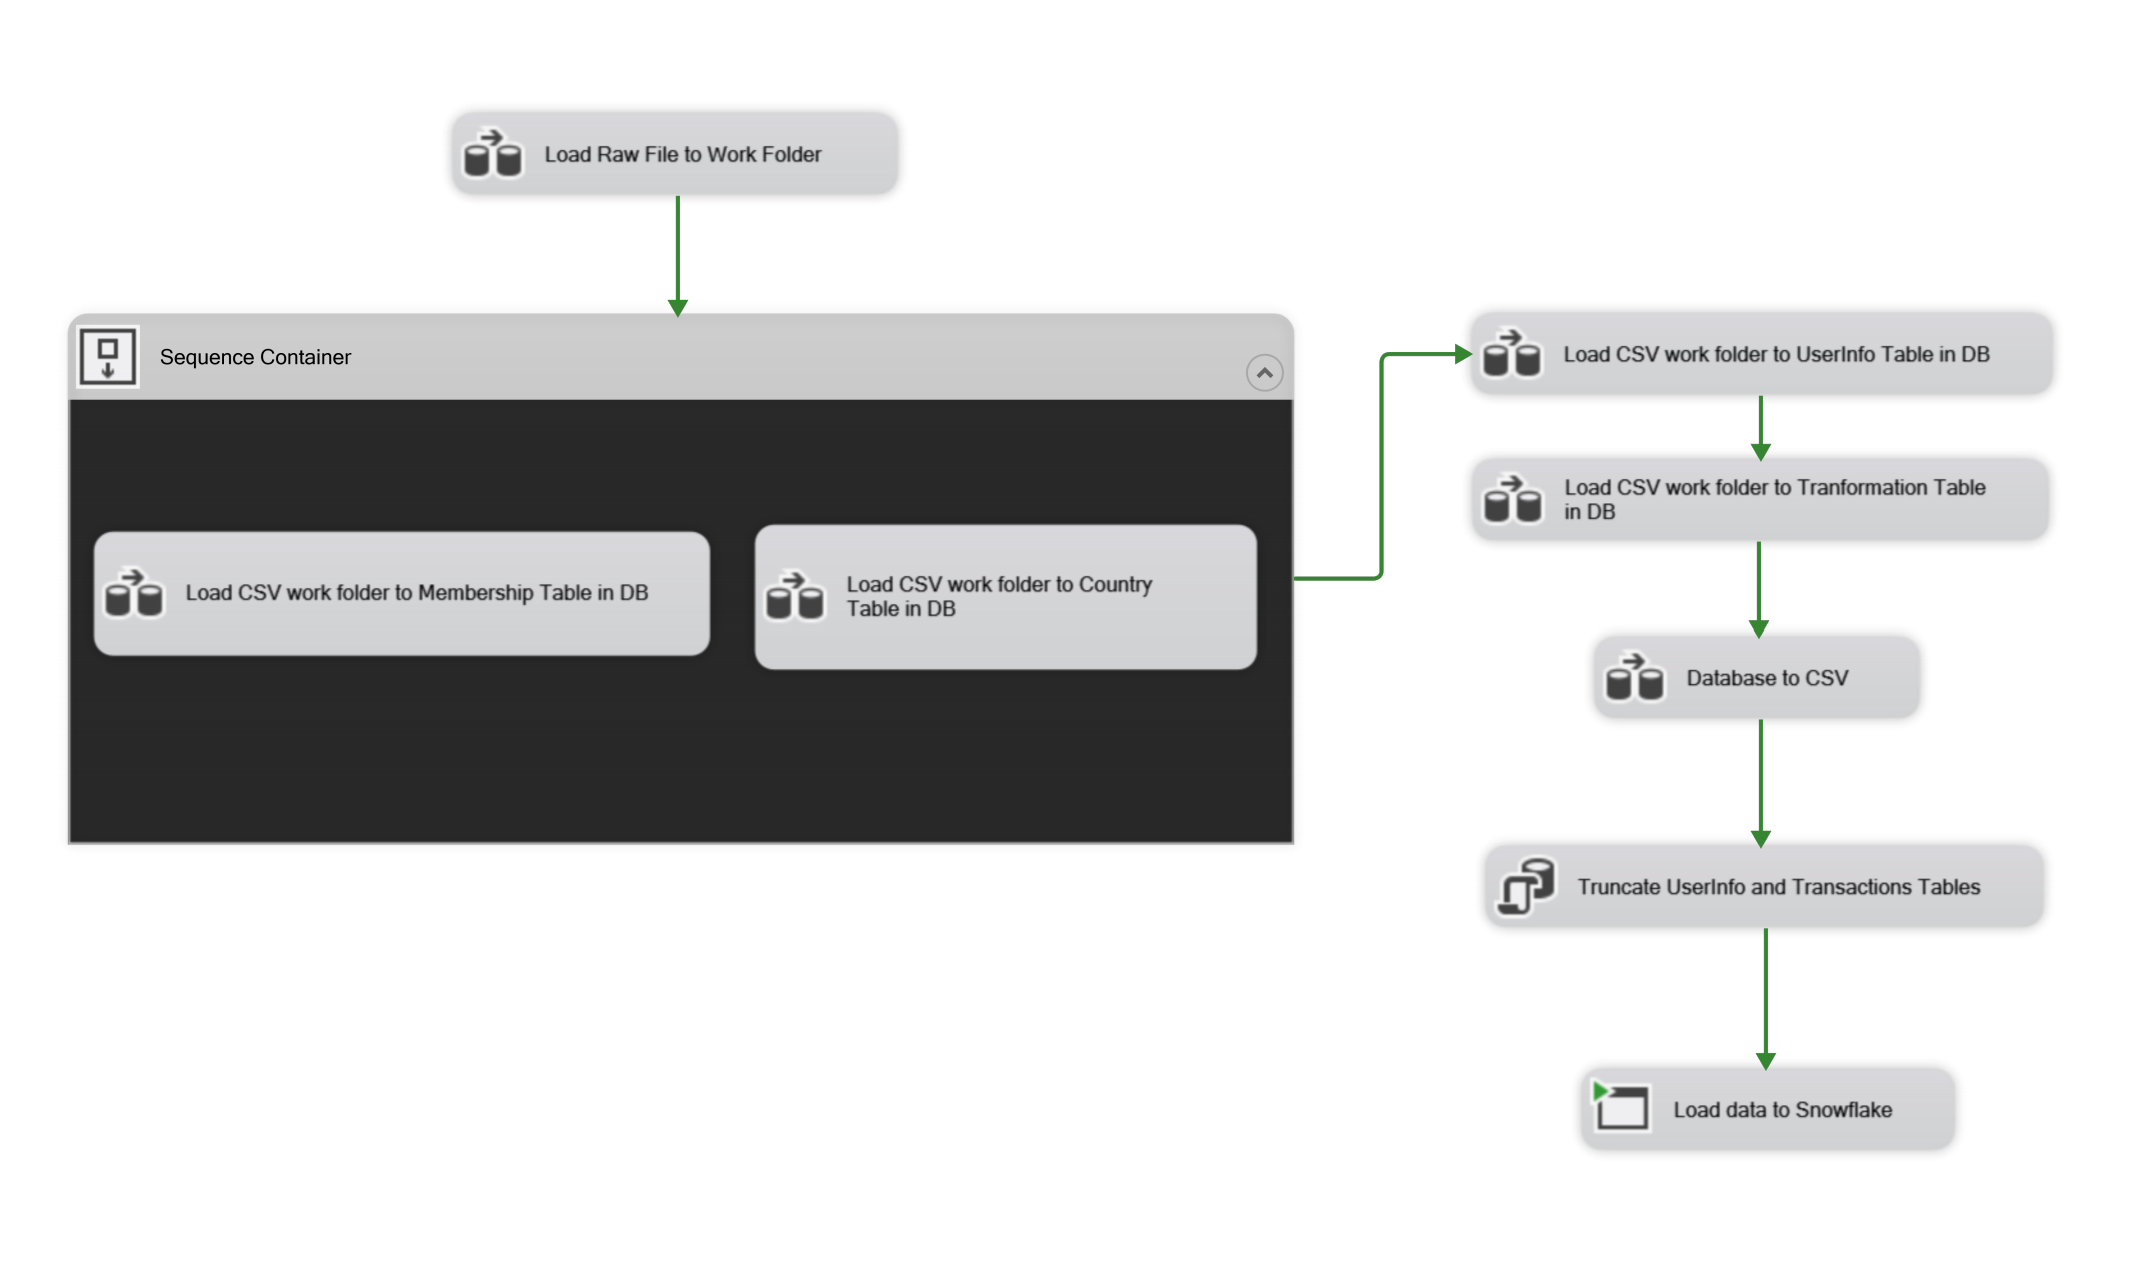 Load Raw File to Work Folder
Sequence Container
Load CSV work folder to Membership Table in DB
Load CSV work folder to Country
Table in DB
Load CSV work folder to UserInfo Table in DB
Load CSV work folder to Tranformation Table
in DB
Database to CSV
Truncate UserInfo and Transactions Tables
Load data to Snowflake